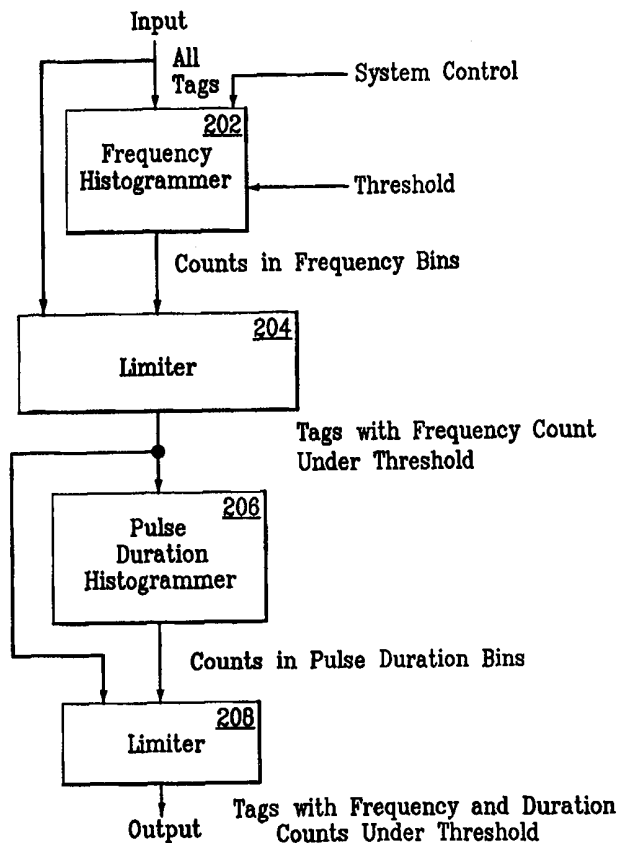 Input
All
Tags
System Control
202
Frequency
Histogrammer
Threshold
Counts in Frequency Bins
204
Limiter
Tags with Frequency Count
Under Threshold
206
Pulse
Duration
Histogrammer
Counts in Pulse Duration Bins
208
Limiter
Tags with Frequency and Duration
Counts Under Threshold
Output